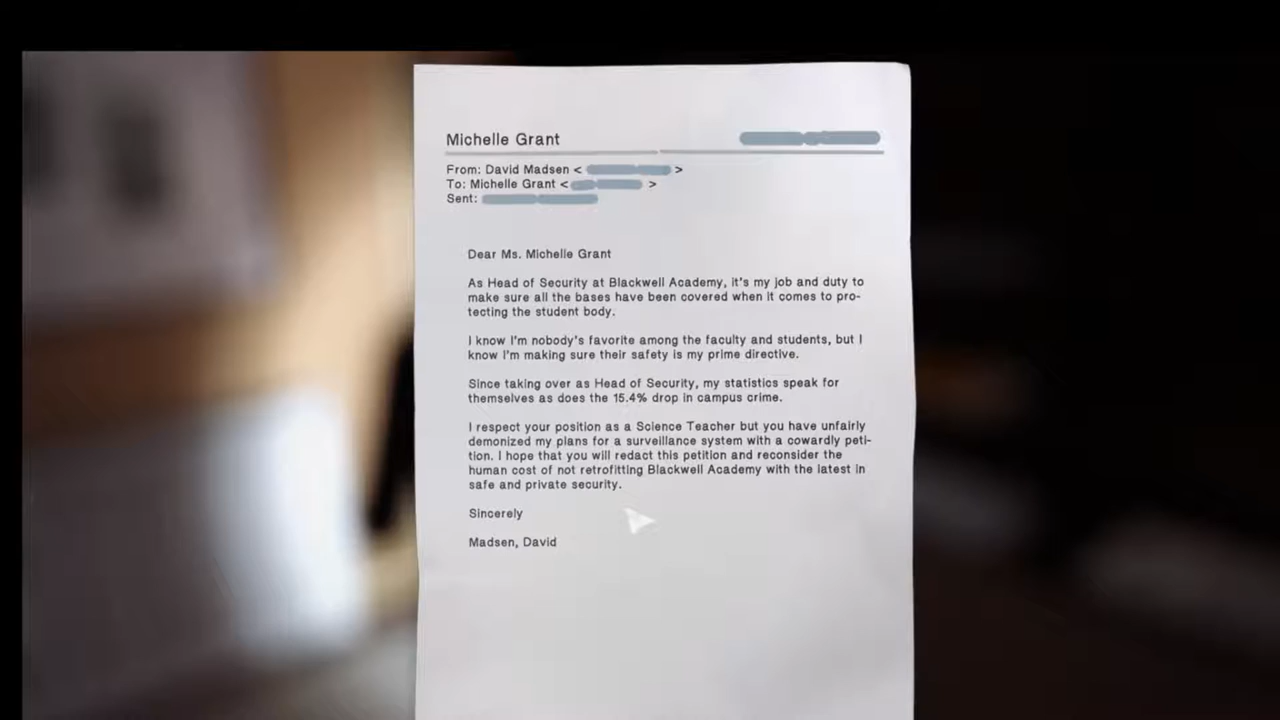 Michelle Grant
From: David Madsen < >
To: Michelle Grant < >
Sent:
Dear Ms. Michelle Grant
As Head of Security at Blackwell Academy, it's my job and duty to
make sure all the bases have been covered when it comes to pro-
tecting the student body.
I know I'm nobody's favorite among the faculty and students, but I
know I'm making sure their safety is my prime directive.
Since taking over as Head of Security, my statistics speak for
themselves as does the 15.4% drop in campus crime.
I respect your position as a Science Teacher but you have unfairly
demonized my plans for a surveillance system with a cowardly peti-
tion. I hope that you will redact this petition and reconsider the
human cost of not retrofitting Blackwell Academy with the latest in
safe and private security.
Sincerely
Madsen, David